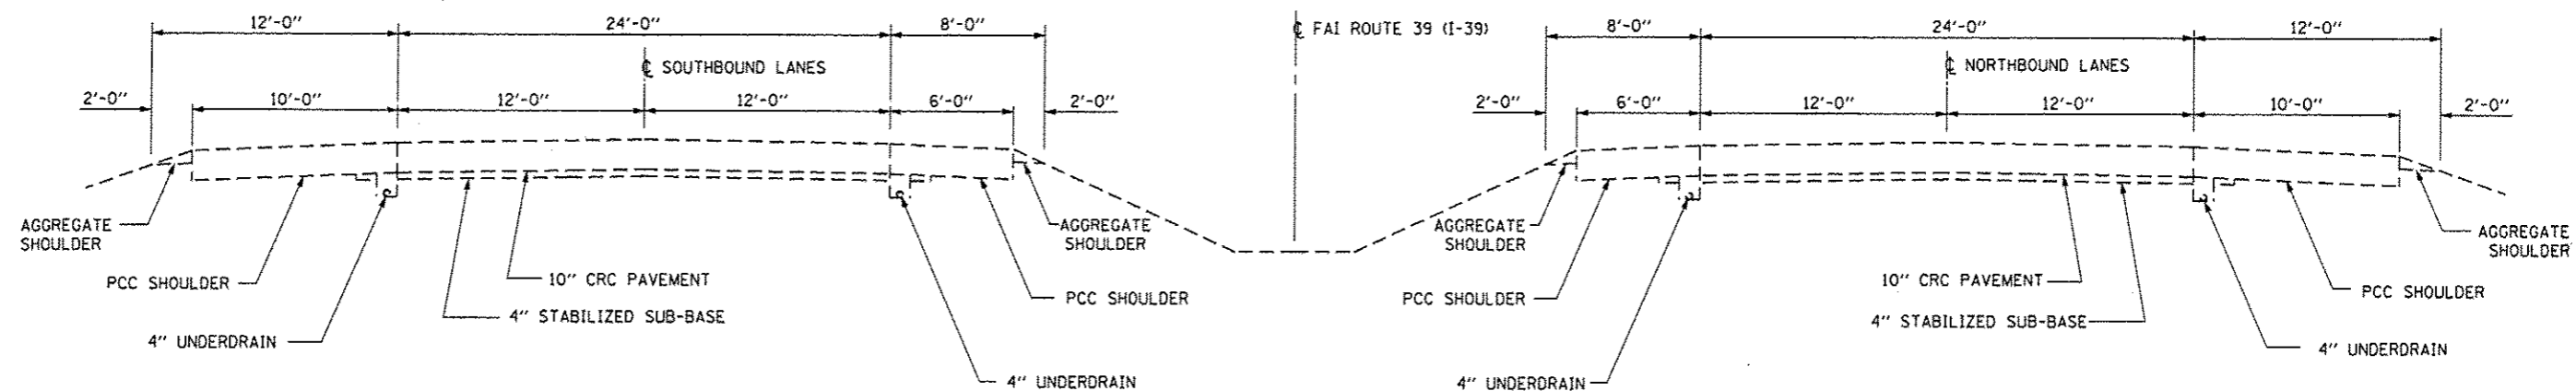 12'-0" 24'-0" 8'-0" ℄ FAI ROUTE 39 (I-39) 8'-0" 24'-0" 12'-0"
℄ SOUTHBOUND LANES ℄ NORTHBOUND LANES
2'-0" 10'-0" 12'-0" 12'-0" 6'-0" 2'-0" 2'-0" 6'-0" 12'-0" 12'-0" 10'-0" 2'-0"
AGGREGATE
SHOULDER
AGGREGATE
SHOULDER
AGGREGATE
SHOULDER
AGGREGATE
SHOULDER
PCC SHOULDER 10" CRC PAVEMENT PCC SHOULDER PCC SHOULDER 10" CRC PAVEMENT PCC SHOULDER
4" STABILIZED SUB-BASE 4" STABILIZED SUB-BASE
4" UNDERDRAIN 4" UNDERDRAIN
4" UNDERDRAIN 4" UNDERDRAIN